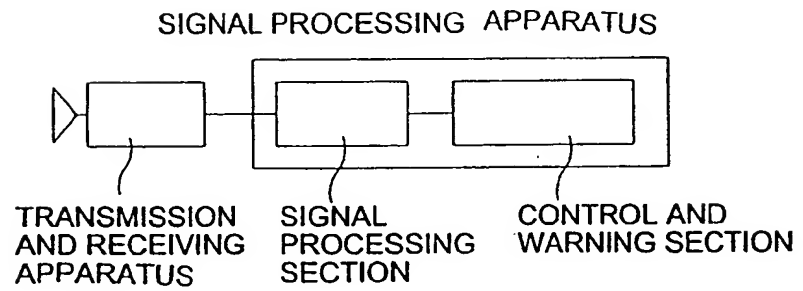 SIGNAL PROCESSING APPARATUS
TRANSMISSION
AND RECEIVING
APPARATUS
SIGNAL
PROCESSING
SECTION
CONTROL AND
WARNING SECTION